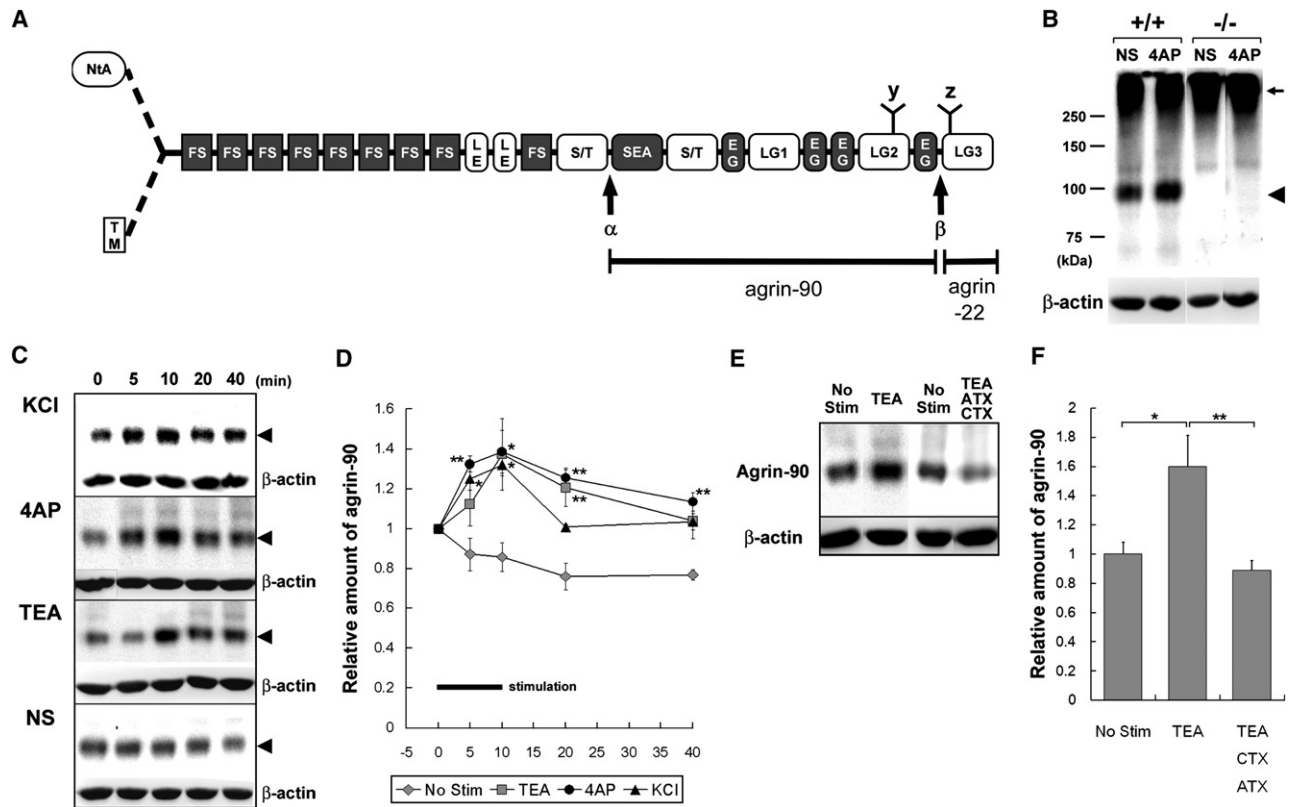 A
NtA
TM
FS FS FS FS FS FS FS FS LE LE FS S/T SEA S/T EG LG1 EG EG LG2 EG LG3
y z
α β
agrin-90
agrin
-22
B
+/+ -/-
NS 4AP NS 4AP
250
150
100
75
(kDa)
β-actin
C
0 5 10 20 40 (min)
KCl
β-actin
4AP
β-actin
TEA
β-actin
NS
β-actin
D
Relative amount of agrin-90
1.6
1.4
1.2
1
0.8
0.6
0.4
0.2
0
** * * * ** ** **
stimulation
-5 0 5 10 15 20 25 30 35 40
No Stim TEA 4AP KCl
E
No Stim
TEA
No Stim
TEA ATX CTX
Agrin-90
β-actin
F
Relative amount of agrin-90
2
1.8
1.6
1.4
1.2
1
0.8
0.6
0.4
0.2
0
* **
No Stim TEA TEA
CTX
ATX